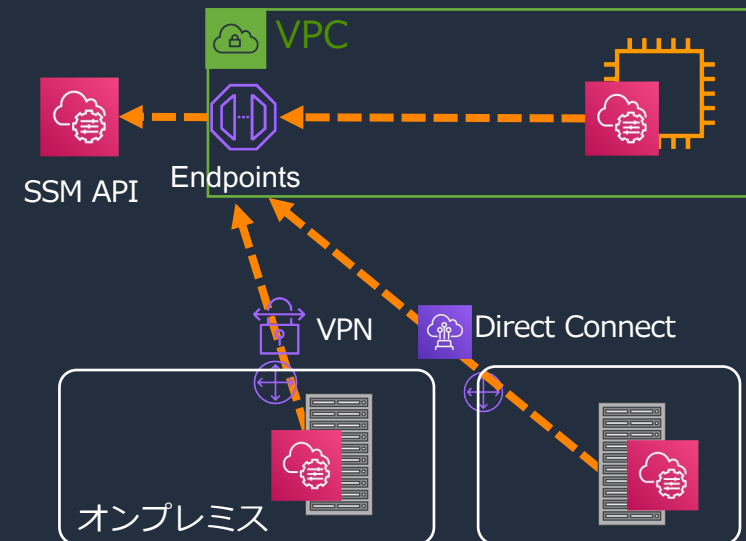 VPC
SSM API
Endpoints
VPN
Direct Connect
オンプレミス